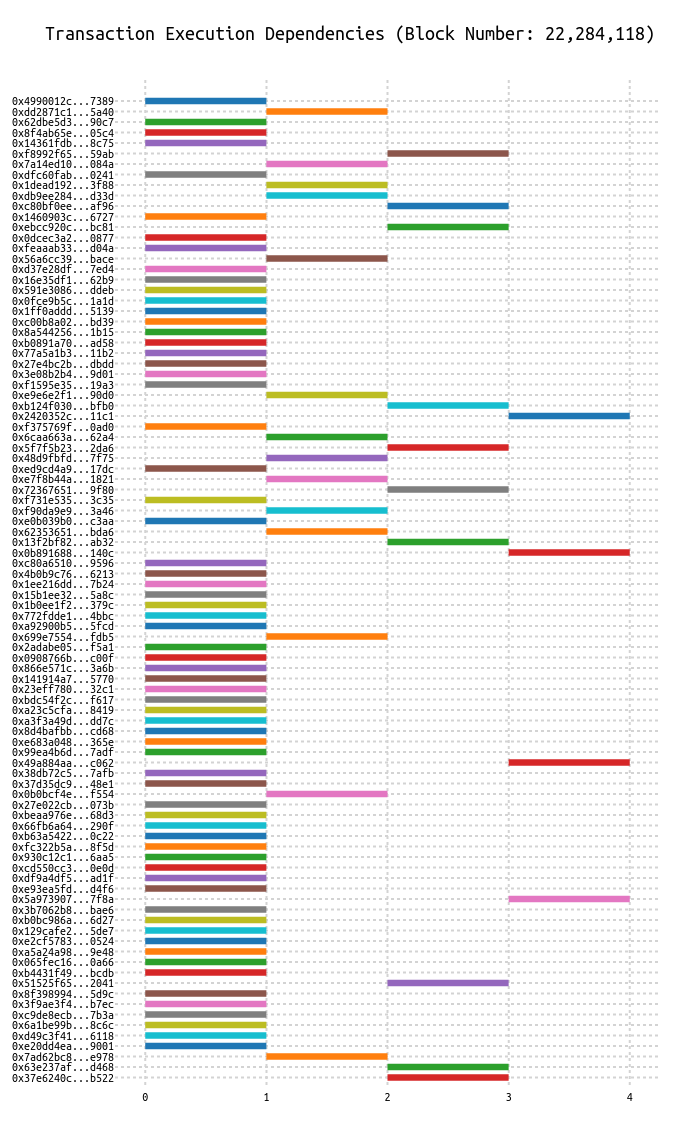 Transaction Execution Dependencies (Block Number: 22,284,118)
0x4990012c...7389
0xdd2871c1...5a40
0x62dbe5d3...90c7
0x8f4ab65e...05c4
0x14361fdb...8c75
0xf8992f65...59ab
0x7a14ed10...084a
0xdfc60fab...0241
0x1dead192...3f88
0xdb9ee284...d33d
0xc80bf0ee...af96
0x1460903c...6727
0xebcc920c...bc81
0x0dcec3a2...0877
0xfeaaab33...d04a
0x56a6cc39...bace
0xd37e28df...7ed4
0x16e35df1...62b9
0x591e3086...ddeb
0x0fce9b5c...1a1d
0x1ff0addd...5139
0xc00b8a02...bd39
0x8a544256...1b15
0xb0891a70...ad58
0x77a5a1b3...11b2
0x27e4bc2b...dbdd
0x3e08b2b4...9d01
0xf1595e35...19a3
0xe9e6e2f1...90d0
0xb124f030...bfb0
0x2420352c...11c1
0xf375769f...0ad0
0x6caa663a...62a4
0x5f7f5b23...2da6
0x48d9fbfd...7f75
0xed9cd4a9...17dc
0xe7f8b44a...1821
0x72367651...9f80
0xf731e535...3c35
0xf90da9e9...3a46
0xe0b039b0...c3aa
0x62353651...bda6
0x13f2bf82...ab32
0x0b891688...140c
0xc80a6510...9596
0x4b0b9c76...6213
0x1ee216dd...7b24
0x15b1ee32...5a8c
0x1b0ee1f2...379c
0x772fdde1...4bbc
0xa92900b5...5fcd
0x699e7554...fdb5
0x2adabe05...f5a1
0x0908766b...c00f
0x866e571c...3a6b
0x141914a7...5770
0x23eff780...32c1
0xbdc54f2c...f617
0xa23c5cfa...8419
0xa3f3a49d...dd7c
0x8d4bafbb...cd68
0xe683a048...365e
0x99ea4b6d...7adf
0x49a884aa...c062
0x38db72c5...7afb
0x37d35dc9...48e1
0x0b0bcf4e...f554
0x27e022cb...073b
0xbeaa976e...68d3
0x66fb6a64...290f
0xb63a5422...0c22
0xfc322b5a...8f5d
0x930c12c1...6aa5
0xcd550cc3...0e0d
0xdf9a4df5...ad1f
0xe93ea5fd...d4f6
0x5a973907...7f8a
0x3b7062b8...bae6
0xb0bc986a...6d27
0x129cafe2...5de7
0xe2cf5783...0524
0xa5a24a98...9e48
0x065fec16...0a66
0xb4431f49...bcdb
0x51525f65...2041
0x8f398994...5d9c
0x3f9ae3f4...b7ec
0xc9de8ecb...7b3a
0x6a1be99b...8c6c
0xd49c3f41...6118
0xe20dd4ea...9001
0x7ad62bc8...e978
0x63e237af...d468
0x37e6240c...b522
0 1 2 3 4